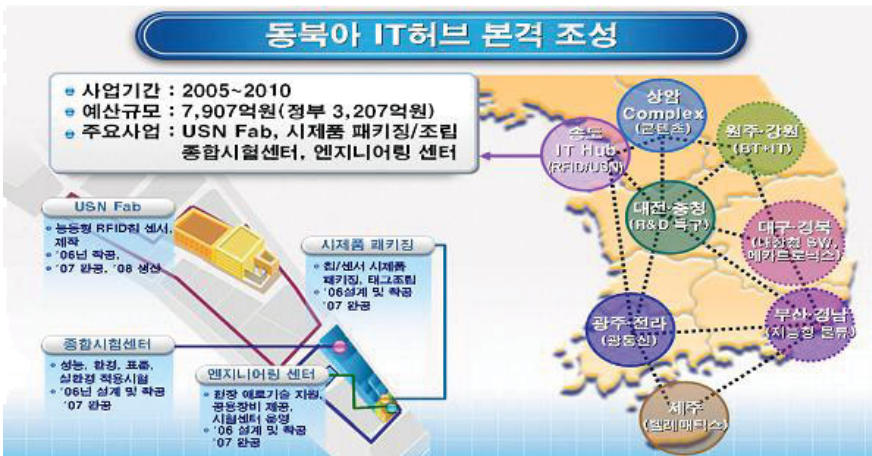 동북아 IT허브 본격 조성
사업기간 : 2005~2010
예산규모 : 7,907억원(정부 3,207억원)
주요사업 : USN Fab, 시제품 패키징/조립
종합시험센터, 엔지니어링 센터
상암
Complex
(콘텐츠)
송도
IT Hub
(RFID/USN)
원주·강원
(BT+IT)
대전·충청
(R&D 특구)
대구·경북
(내장형 SW,
메카트로닉스)
광주·전라
(광통신)
부산·경남
(지능형 물류)
제주
(텔레매틱스)
USN Fab
능동형 RFID칩 센서,
제작
'06년 착공,
'07 완공, '08 생산
시제품 패키징
칩/센서 시제품
패키징, 태그조립
'06설계 및 착공
'07 완공
종합시험센터
성능, 환경, 표준,
실환경 적용시험
'06년 설계 및 착공
'07 완공
엔지니어링 센터
현장 애로기술 지원,
공용장비 제공,
시험센터 운영
'06 설계 및 착공
'07 완공